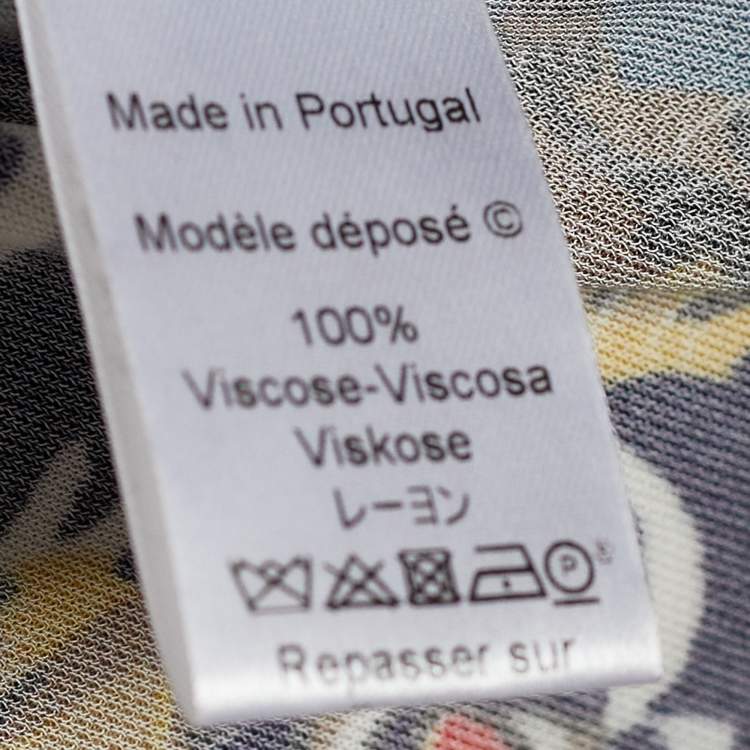 Made in Portugal
Modèle déposé ©
100%
Viscose-Viscosa
Viskose
レーヨン
P ®
Repasser sur